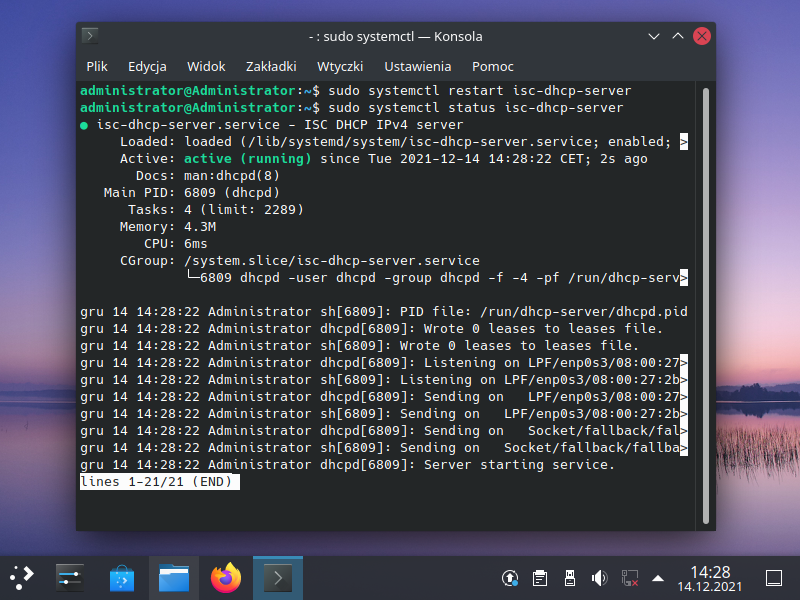 - : sudo systemctl — Konsola
Plik Edycja Widok Zakładki Wtyczki Ustawienia Pomoc
administrator@Administrator:~$ sudo systemctl restart isc-dhcp-server
administrator@Administrator:~$ sudo systemctl status isc-dhcp-server
● isc-dhcp-server.service - ISC DHCP IPv4 server
Loaded: loaded (/lib/systemd/system/isc-dhcp-server.service; enabled; >
Active: active (running) since Tue 2021-12-14 14:28:22 CET; 2s ago
Docs: man:dhcpd(8)
Main PID: 6809 (dhcpd)
Tasks: 4 (limit: 2289)
Memory: 4.3M
CPU: 6ms
CGroup: /system.slice/isc-dhcp-server.service
└─6809 dhcpd -user dhcpd -group dhcpd -f -4 -pf /run/dhcp-serv>
gru 14 14:28:22 Administrator sh[6809]: PID file: /run/dhcp-server/dhcpd.pid
gru 14 14:28:22 Administrator dhcpd[6809]: Wrote 0 leases to leases file.
gru 14 14:28:22 Administrator sh[6809]: Wrote 0 leases to leases file.
gru 14 14:28:22 Administrator dhcpd[6809]: Listening on LPF/enp0s3/08:00:27>
gru 14 14:28:22 Administrator sh[6809]: Listening on LPF/enp0s3/08:00:27:2b>
gru 14 14:28:22 Administrator dhcpd[6809]: Sending on   LPF/enp0s3/08:00:27>
gru 14 14:28:22 Administrator sh[6809]: Sending on   LPF/enp0s3/08:00:27:2b>
gru 14 14:28:22 Administrator dhcpd[6809]: Sending on   Socket/fallback/fal>
gru 14 14:28:22 Administrator sh[6809]: Sending on   Socket/fallback/fallba>
gru 14 14:28:22 Administrator dhcpd[6809]: Server starting service.
lines 1-21/21 (END)
14:28
14.12.2021